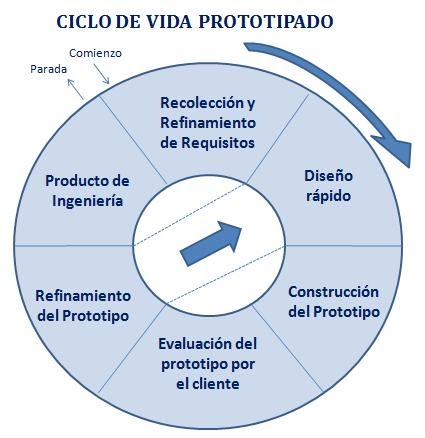 CICLO DE VIDA PROTOTIPADO
Comienzo
Parada
Recolección y
Refinamiento
de Requisitos
Diseño
rápido
Construcción
del Prototipo
Evaluación del
prototipo por
el cliente
Refinamiento
del Prototipo
Producto de
Ingeniería